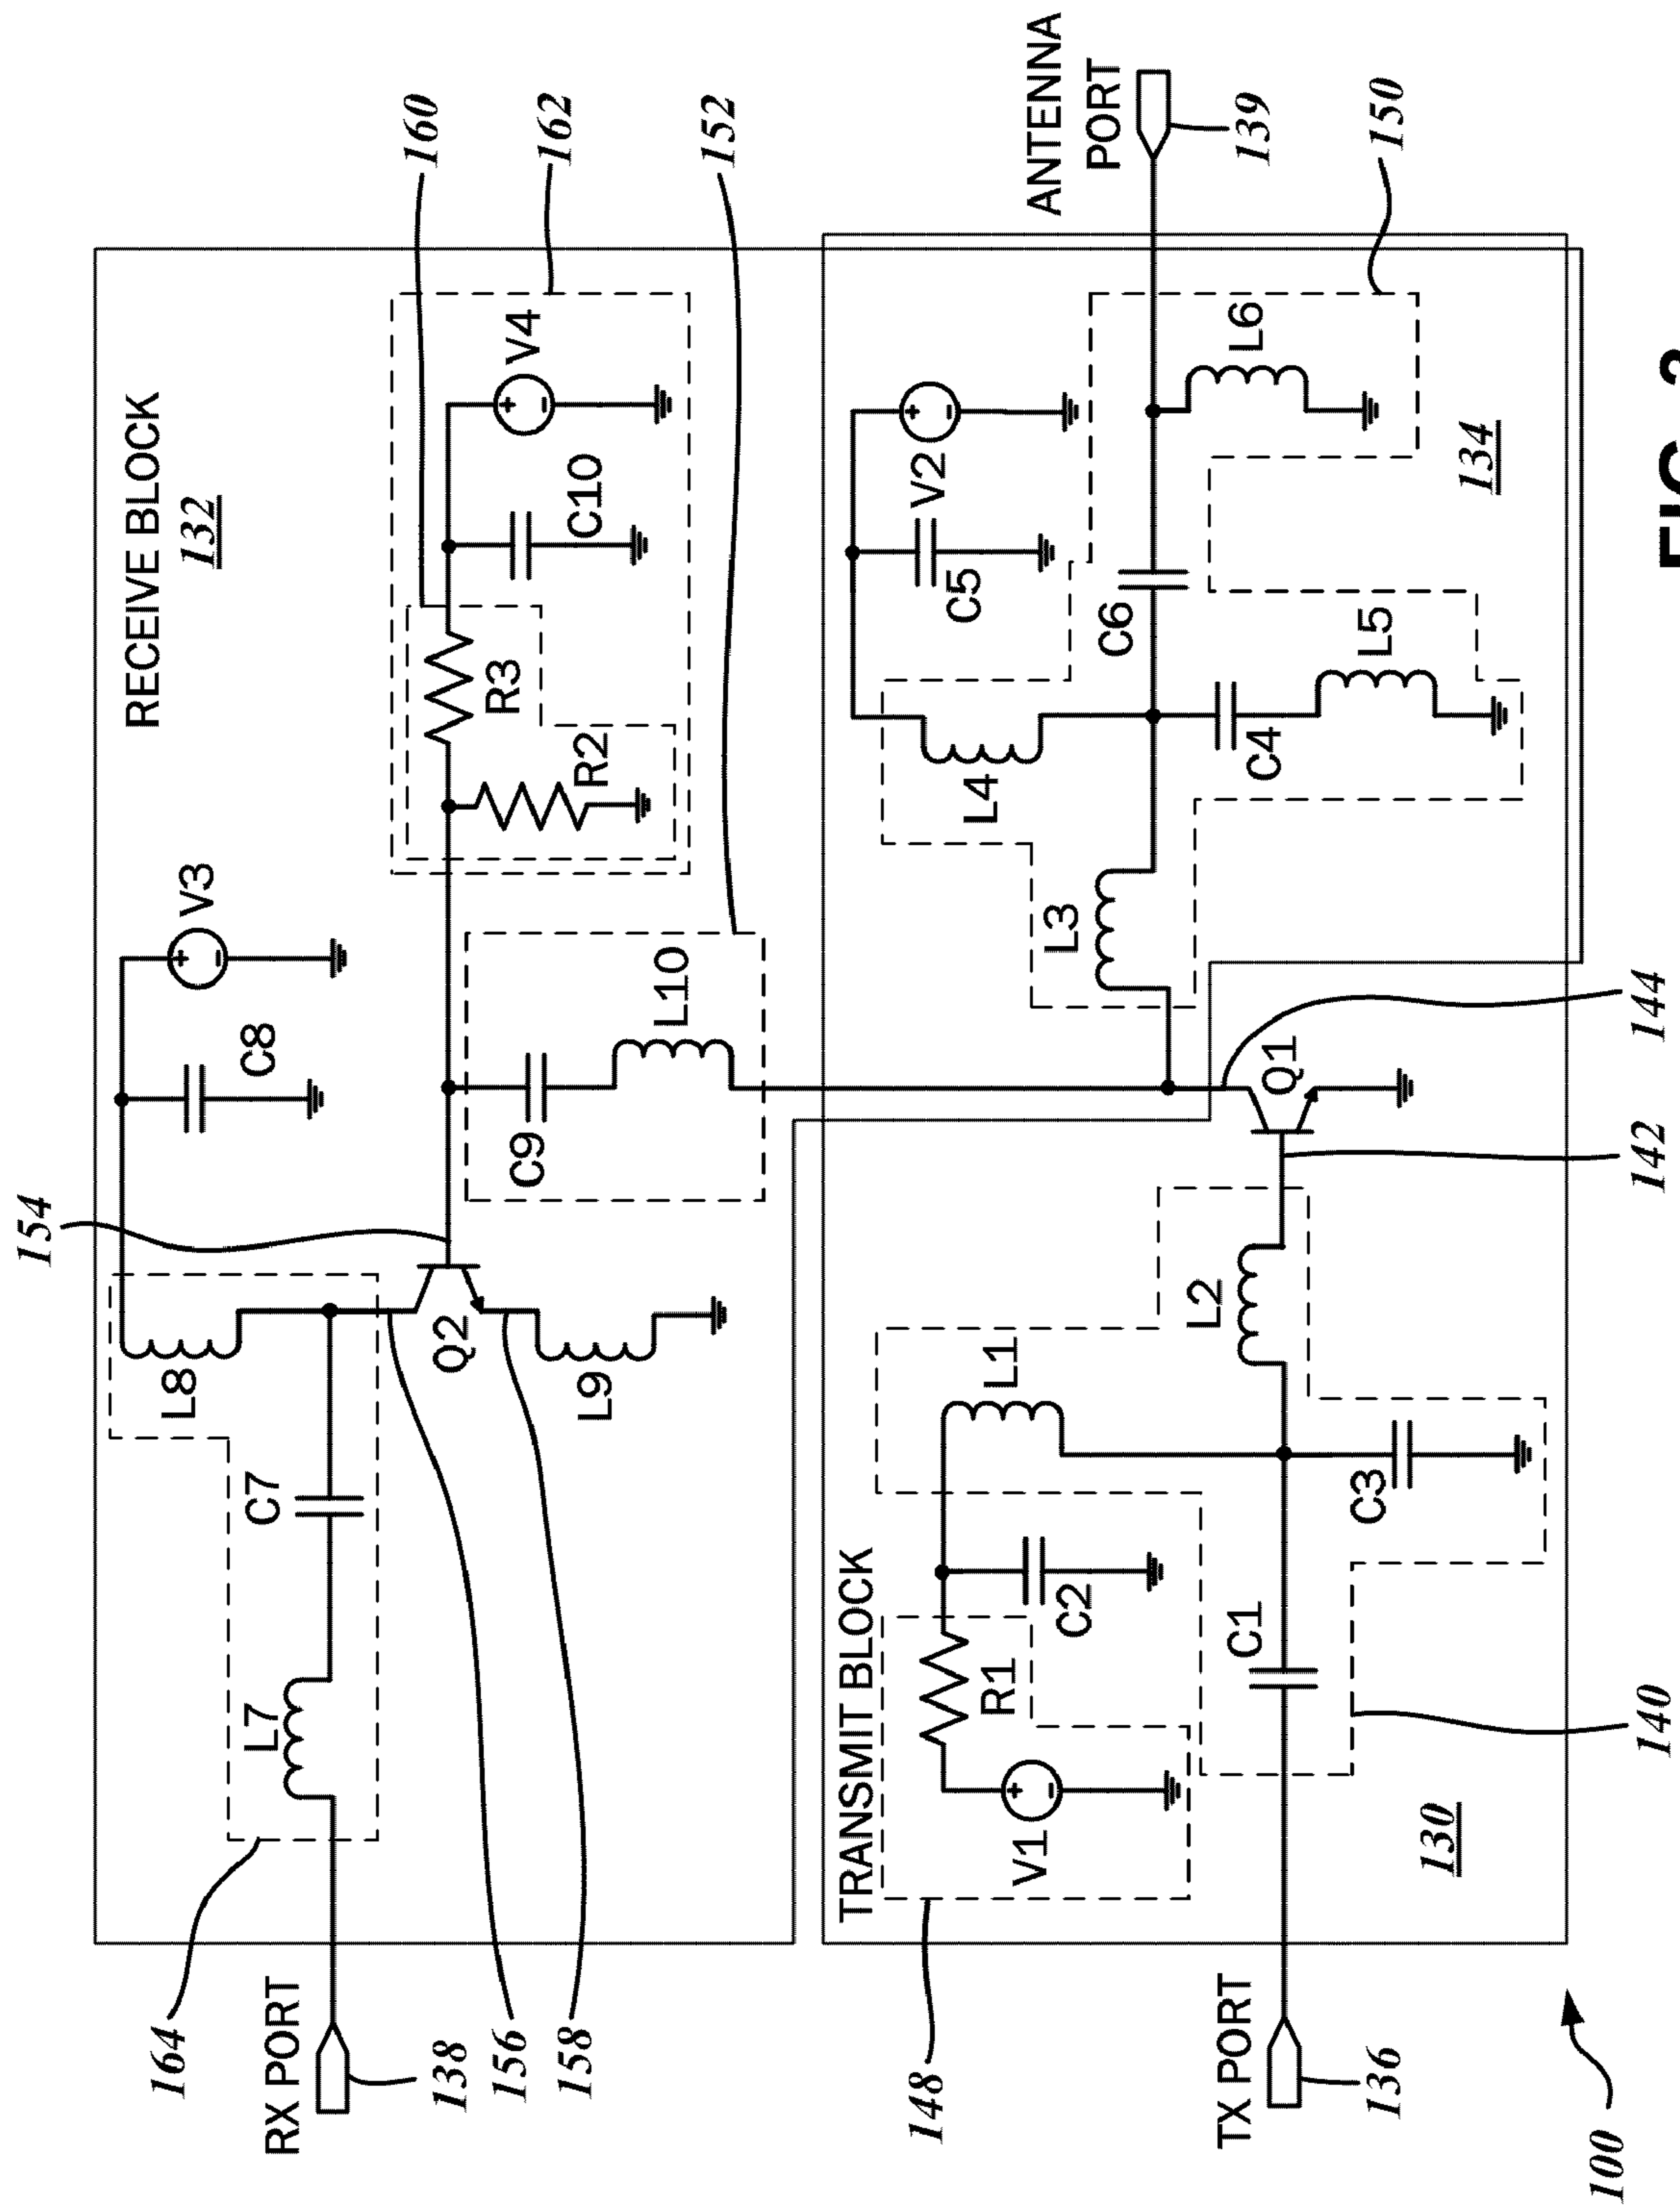 RECEIVE BLOCK
132
160
162
152
154
164
V3
C8
L8
C7
L7
Q2
L9
C9
L10
R3
R2
C10
V4
RX PORT
138
156
158
TRANSMIT BLOCK
130
148
V1
R1
C2
L1
C1
C3
L2
Q1
142
144
140
L3
L4
C5
V2
C6
C4
L5
L6
134
ANTENNA
PORT
139
150
TX PORT
136
100